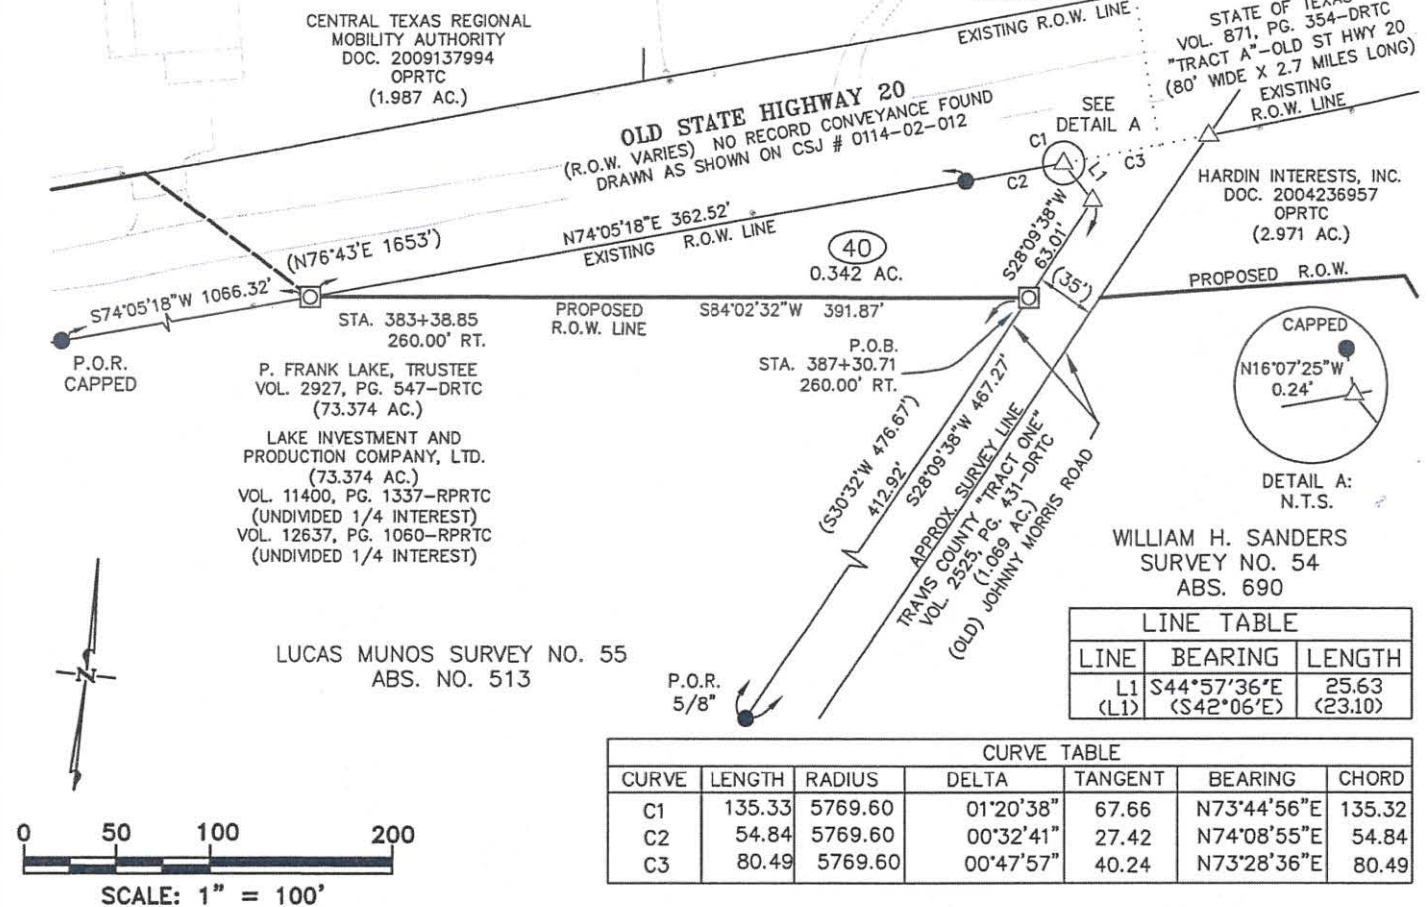 CENTRAL TEXAS REGIONAL
MOBILITY AUTHORITY
DOC. 2009137994
OPRTC
(1.987 AC.)
EXISTING R.O.W. LINE
STATE OF TEXAS
VOL. 871, PG. 354-DRTC
"TRACT A"-OLD ST HWY 20
(80' WIDE X 2.7 MILES LONG)
EXISTING
R.O.W. LINE
OLD STATE HIGHWAY 20
(R.O.W. VARIES) NO RECORD CONVEYANCE FOUND
DRAWN AS SHOWN ON CSJ # 0114-02-012
SEE
DETAIL A
C1
C2
L1
C3
HARDIN INTERESTS, INC.
DOC. 2004236957
OPRTC
(2.971 AC.)
(N76°43'E 1653')
N74°05'18"E 362.52'
EXISTING R.O.W. LINE
40
0.342 AC.
S28°09'38"W
63.01'
(35')
PROPOSED R.O.W.
S74°05'18"W 1066.32'
P.O.R.
CAPPED
STA. 383+38.85
260.00' RT.
PROPOSED
R.O.W. LINE
S84°02'32"W 391.87'
P.O.B.
STA. 387+30.71
260.00' RT.
CAPPED
N16°07'25"W
0.24'
DETAIL A:
N.T.S.
P. FRANK LAKE, TRUSTEE
VOL. 2927, PG. 547-DRTC
(73.374 AC.)
LAKE INVESTMENT AND
PRODUCTION COMPANY, LTD.
(73.374 AC.)
VOL. 11400, PG. 1337-RPRTC
(UNDIVIDED 1/4 INTEREST)
VOL. 12637, PG. 1060-RPRTC
(UNDIVIDED 1/4 INTEREST)
(S30°32'W 476.67')
412.92'
S28°09'38"W 467.27'
APPROX. SURVEY LINE
TRAVIS COUNTY "TRACT ONE"
VOL. 2525, PG. 431-DRTC
(1.069 AC.)
(OLD) JOHNNY MORRIS ROAD
WILLIAM H. SANDERS
SURVEY NO. 54
ABS. 690
LUCAS MUNOS SURVEY NO. 55
ABS. NO. 513
N
P.O.R.
5/8"
LINE TABLE
LINE BEARING LENGTH
L1 S44°57'36"E 25.63
(L1) (S42°06'E) (23.10)
CURVE TABLE
CURVE LENGTH RADIUS DELTA TANGENT BEARING CHORD
C1 135.33 5769.60 01°20'38" 67.66 N73°44'56"E 135.32
C2 54.84 5769.60 00°32'41" 27.42 N74°08'55"E 54.84
C3 80.49 5769.60 00°47'57" 40.24 N73°28'36"E 80.49
0 50 100 200
SCALE: 1" = 100'